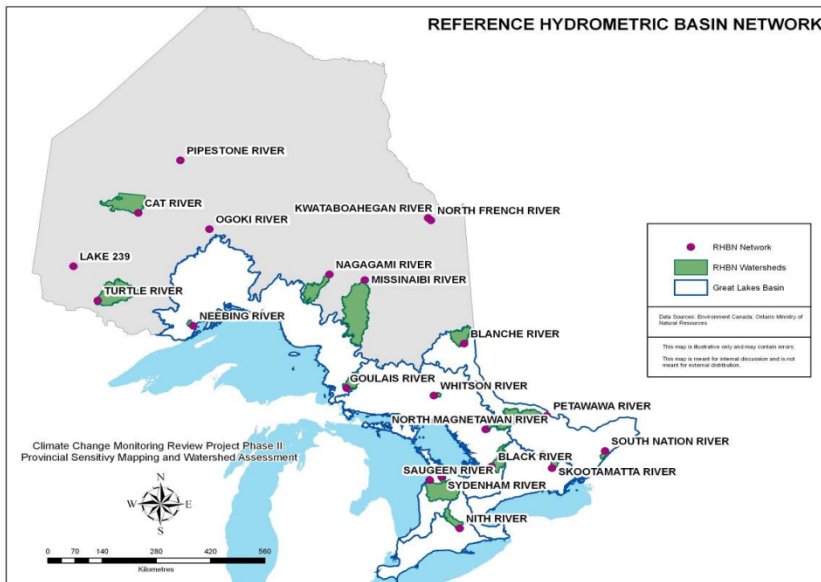 REFERENCE HYDROMETRIC BASIN NETWORK
PIPESTONE RIVER
CAT RIVER
OGOKI RIVER
KWATABOAHEGAN RIVER
NORTH FRENCH RIVER
LAKE 239
NAGAGAMI RIVER
MISSINAIBI RIVER
TURTLE RIVER
NEEBING RIVER
BLANCHE RIVER
GOULAIS RIVER
WHITSON RIVER
PETAWAWA RIVER
NORTH MAGNETAWAN RIVER
SOUTH NATION RIVER
BLACK RIVER
SKOOTAMATTA RIVER
SAUGEEN RIVER
SYDENHAM RIVER
NITH RIVER
RHBN Network
RHBN Watersheds
Great Lakes Basin
Data Sources: Environment Canada; Ontario Ministry of
Natural Resources
This map is illustrative only and may contain errors.
This map is meant for internal discussion and is not
meant for external distribution.
Climate Change Monitoring Review Project Phase II:
Provincial Sensitivy Mapping and Watershed Assessment
N
W E
S
0 70 140 280 420 560
Kilometres